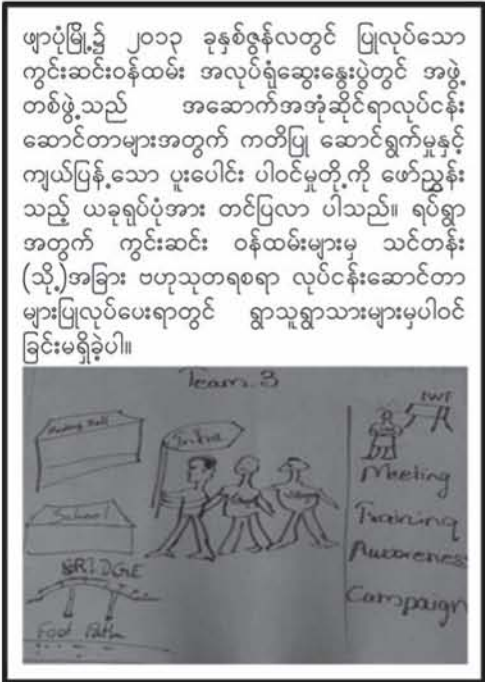 ဖျာပုံမြို့၌ ၂၀၁၃ ခုနှစ်ဇွန်လတွင် ပြုလုပ်သော
ကွင်းဆင်းဝန်ထမ်း အလုပ်ရုံဆွေးနွေးပွဲတွင် အဖွဲ့
တစ်ဖွဲ့သည် အဆောက်အအုံဆိုင်ရာလုပ်ငန်း
ဆောင်တာများအတွက် ကတိပြု ဆောင်ရွက်မှုနှင့်
ကျယ်ပြန့်သော ပူးပေါင်း ပါဝင်မှုတို့ကို ဖော်ညွှန်း
သည့် ယခုရုပ်ပုံအား တင်ပြလာ ပါသည်။ ရပ်ရွာ
အတွက် ကွင်းဆင်း ဝန်ထမ်းများမှ သင်တန်း
(သို့)အခြား ဗဟုသုတရစရာ လုပ်ငန်းဆောင်တာ
များပြုလုပ်ပေးရာတွင် ရွာသူရွာသားများမှပါဝင်
ခြင်းမရှိခဲ့ပါ။
Team 3
Infra
IWF
Meeting
School
Training
BRIDGE
Awareness
Campaign
Foot Path